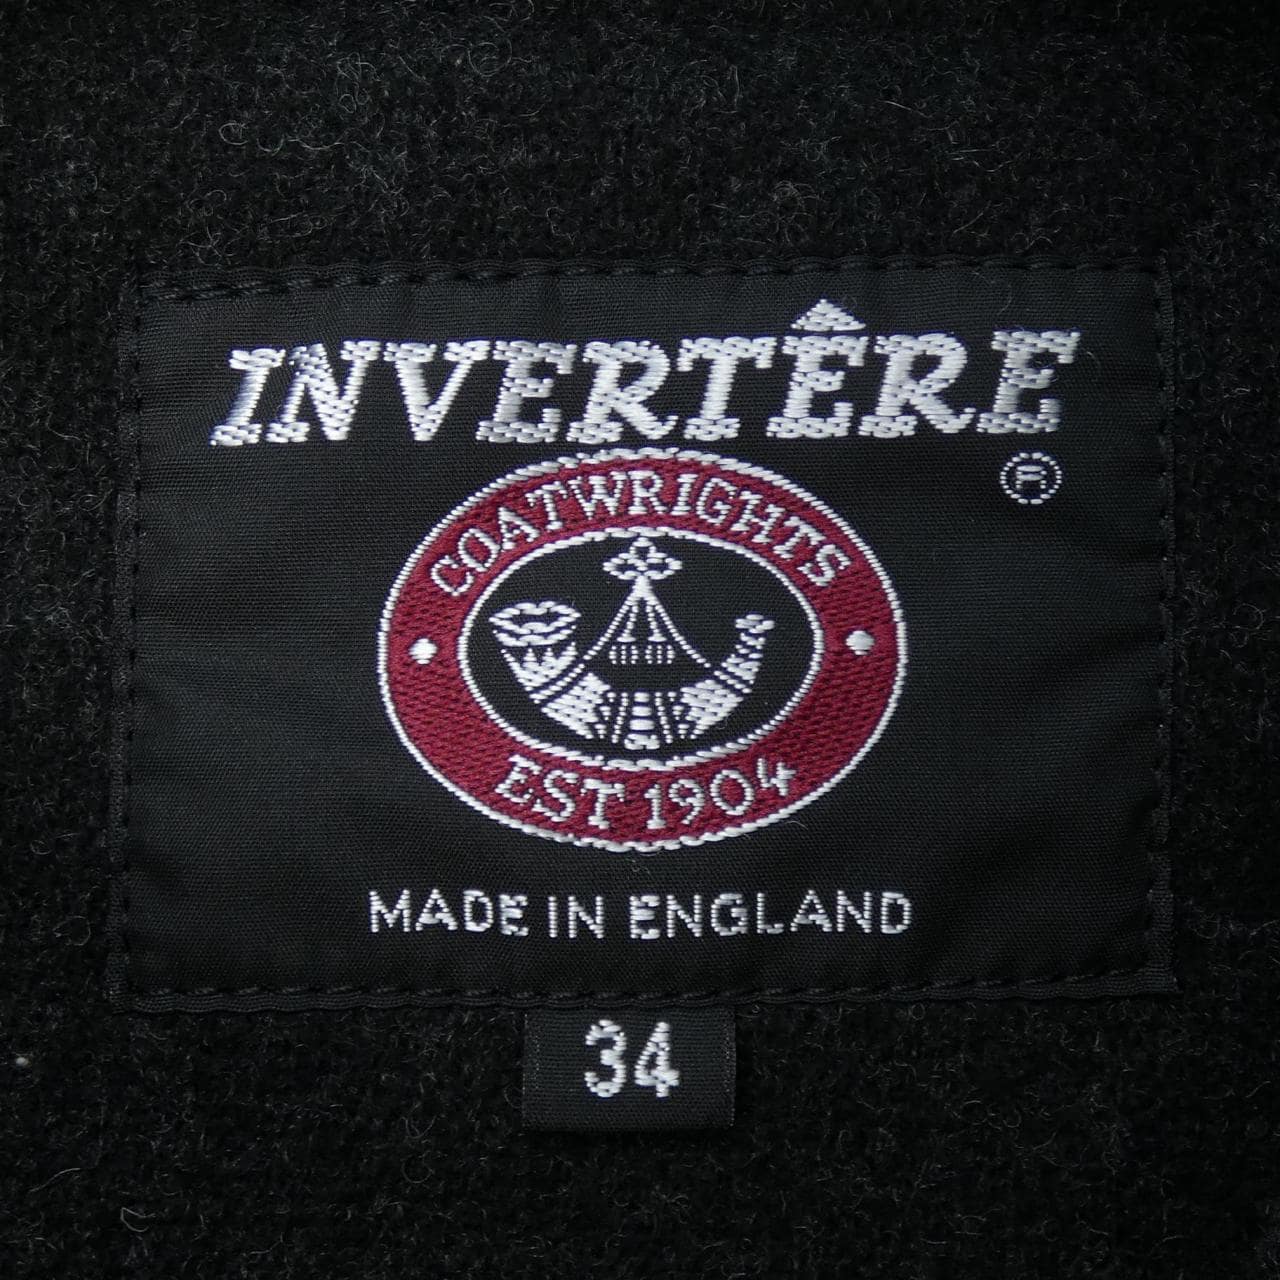 INVERTÊRE
®
COATWRIGHTS
EST 1904
MADE IN ENGLAND
34